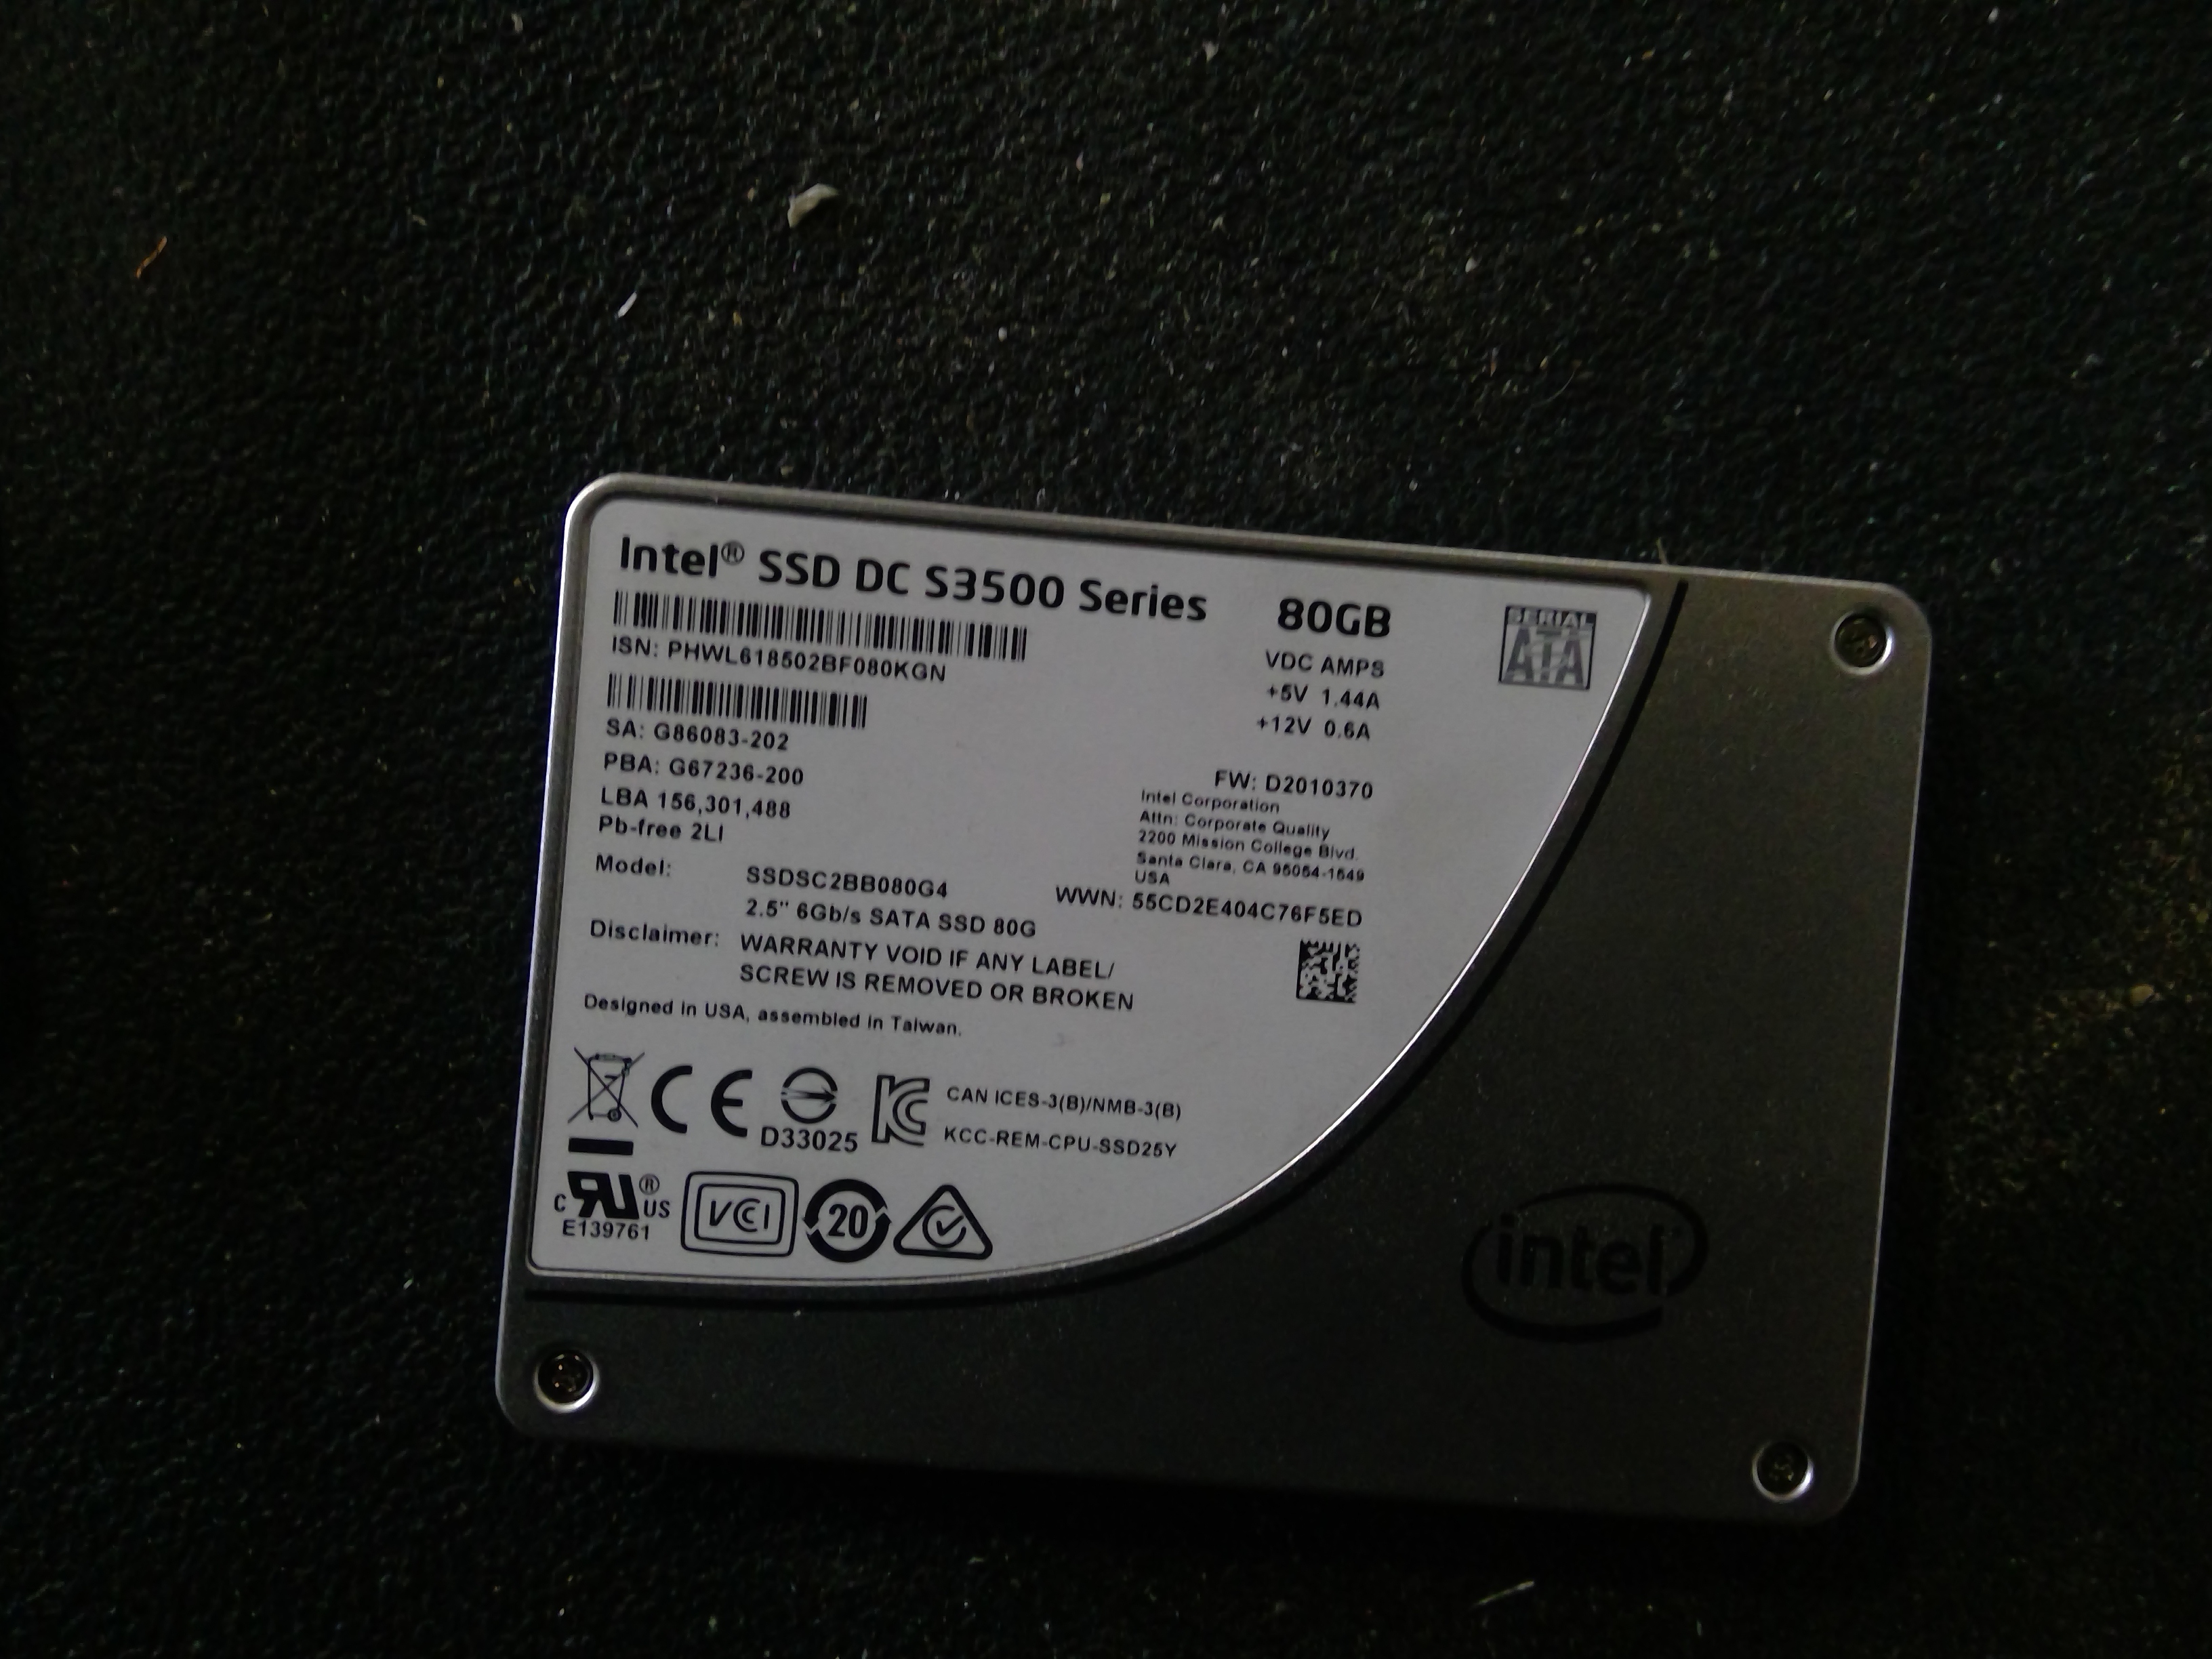 Intel® SSD DC S3500 Series 80GB
SERIAL
ATA
ISN: PHWL618502BF080KGN
VDC AMPS
+5V 1.44A
+12V 0.6A
SA: G86083-202
PBA: G67236-200
LBA 156,301,488
Pb-free 2LI
FW: D2010370
Intel Corporation
Attn: Corporate Quality
2200 Mission College Blvd.
Santa Clara, CA 95054-1549
USA
WWN: 55CD2E404C76F5ED
Model: SSDSC2BB080G4
2.5" 6Gb/s SATA SSD 80G
Disclaimer: WARRANTY VOID IF ANY LABEL/
SCREW IS REMOVED OR BROKEN
Designed in USA, assembled in Taiwan.
CE
D33025
KC
CAN ICES-3(B)/NMB-3(B)
KCC-REM-CPU-SSD25Y
C RU ® US
E139761
VCI
20
intel